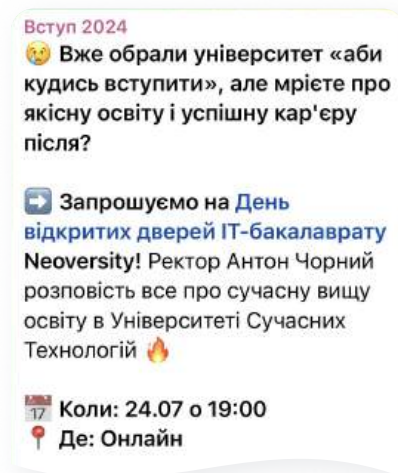 Вступ 2024
😢 Вже обрали університет «аби
кудись вступити», але мрієте про
якісну освіту і успішну кар'єру
після?
➡️ Запрошуємо на День
відкритих дверей ІТ-бакалаврату
Neoversity! Ректор Антон Чорний
розповість все про сучасну вищу
освіту в Університеті Сучасних
Технологій 🔥
📅 Коли: 24.07 о 19:00
📍 Де: Онлайн